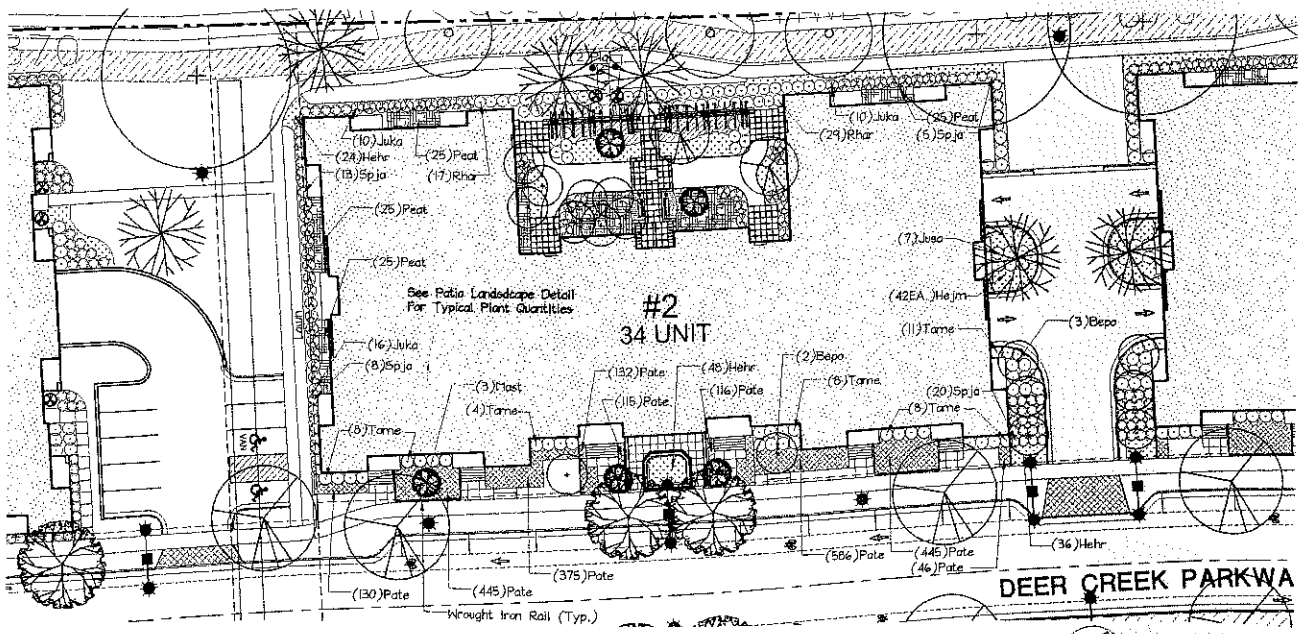 (10)Juka
(24)Hehr
(13)Spja
(25)Peat
(17)Rhar
(25)Peat
(25)Peat
(10)Juka
(29)Rhar
(25)Peat
(5)Spja
See Patio Landsdcape Detail
For Typical Plant Quantities
#2
34 UNIT
(7)Jusa
(42EA.)Hejm
(11)Tame
(3)Bepo
(16)Juka
(8)Spja
(3)Mast
(4)Tame
(8)Tame
(132)Pate
(115)Pate
(48)Hehr
(116)Pate
(2)Bepo
(8)Tame
(20)Spja
(8)Tame
VAN
(130)Pate
(445)Pate
(375)Pate
Wrought Iron Rail (Typ.)
(586)Pate
(445)Pate
(46)Pate
(36)Hehr
DEER CREEK PARKWA